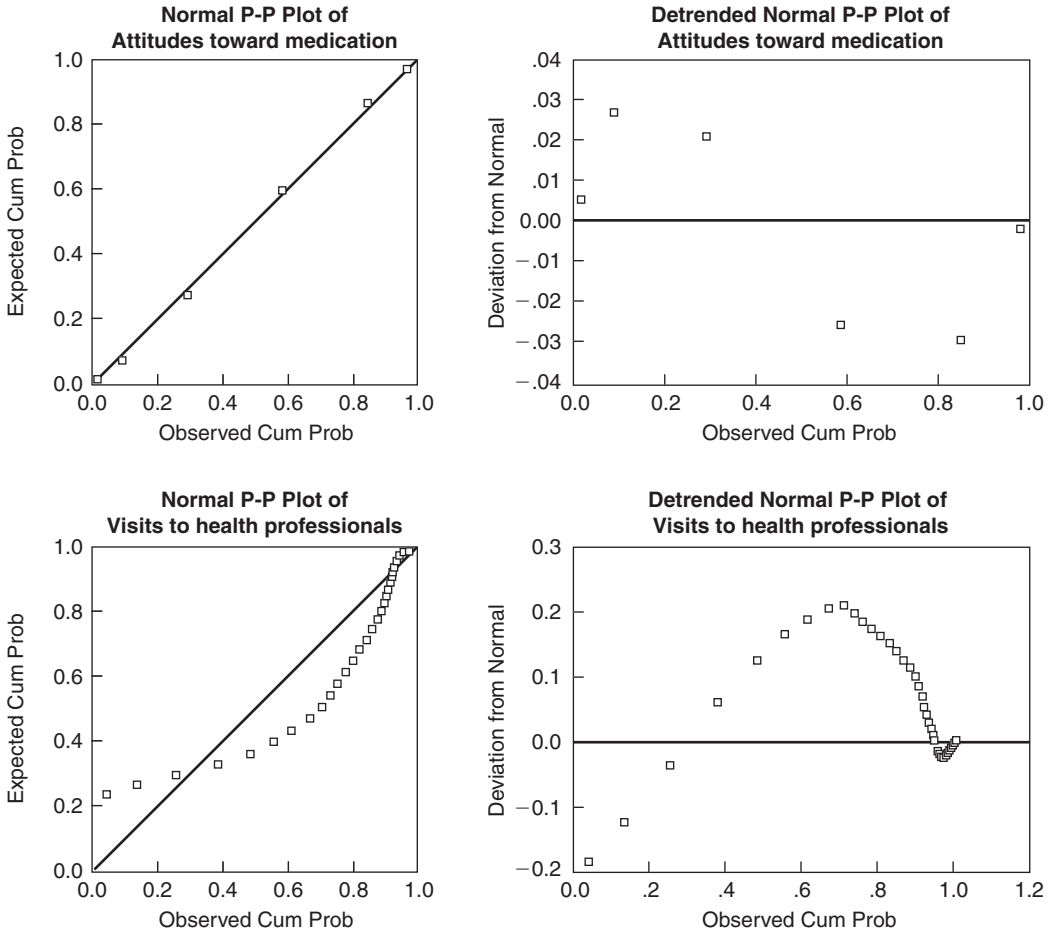 Normal P-P Plot of
Attitudes toward medication
Expected Cum Prob
1.0
0.8
0.6
0.4
0.2
0.0
0.0 0.2 0.4 0.6 0.8 1.0
Observed Cum Prob
Detrended Normal P-P Plot of
Attitudes toward medication
Deviation from Normal
.04
.03
.02
.01
0.00
−.01
−.02
−.03
−.04
0.0 0.2 0.4 0.6 0.8 1.0
Observed Cum Prob
Normal P-P Plot of
Visits to health professionals
Expected Cum Prob
1.0
0.8
0.6
0.4
0.2
0.0
0.0 0.2 0.4 0.6 0.8 1.0
Observed Cum Prob
Detrended Normal P-P Plot of
Visits to health professionals
Deviation from Normal
0.3
0.2
0.1
0.0
−0.1
−0.2
0.0 .2 .4 .6 .8 1.0 1.2
Observed Cum Prob